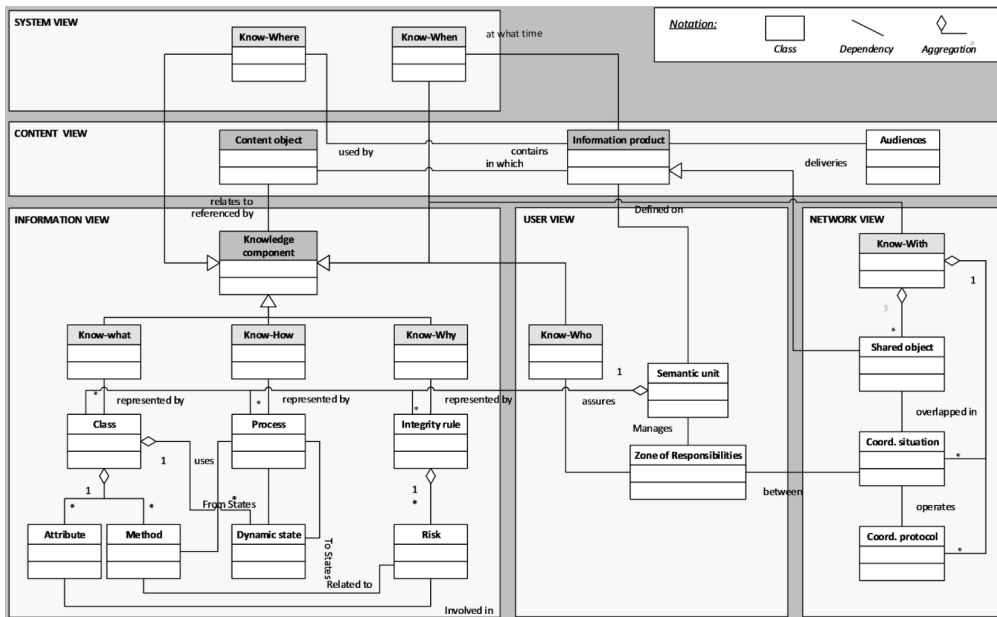 SYSTEM VIEW
Know-Where
Know-When
at what time
Notation:
Class
Dependency
Aggregation
CONTENT VIEW
Content object
Information product
Audiences
used by
contains
in which
deliveries
relates to
referenced by
Defined on
INFORMATION VIEW
USER VIEW
NETWORK VIEW
Knowledge
component
Know-With
1
1
*
Know-what
Know-How
Know-Why
Know-Who
Shared object
Semantic unit
1
*
represented by
*
represented by
*
represented by
assures
overlapped in
Class
Process
Integrity rule
Manages
Coord. situation
1
uses
Zone of Responsibilities
*
1
1
between
*
*
From States
*
*
operates
Attribute
Method
Dynamic state
Risk
Coord. protocol
*
To States
Related to
Involved in